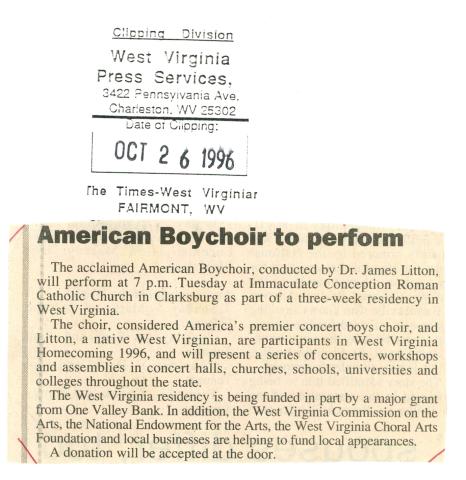 Clipping Division
West Virginia
Press Services,
3422 Pennsylvania Ave.
Charleston, WV 25302
Date of Clipping:
OCT 26 1996
The Times-West Virginian
FAIRMONT, WV
American Boychoir to perform
The acclaimed American Boychoir, conducted by Dr. James Litton,
will perform at 7 p.m. Tuesday at Immaculate Conception Roman
Catholic Church in Clarksburg as part of a three-week residency in
West Virginia.
The choir, considered America's premier concert boys choir, and
Litton, a native West Virginian, are participants in West Virginia
Homecoming 1996, and will present a series of concerts, workshops
and assemblies in concert halls, churches, schools, universities and
colleges throughout the state.
The West Virginia residency is being funded in part by a major grant
from One Valley Bank. In addition, the West Virginia Commission on the
Arts, the National Endowment for the Arts, the West Virginia Choral Arts
Foundation and local businesses are helping to fund local appearances.
A donation will be accepted at the door.